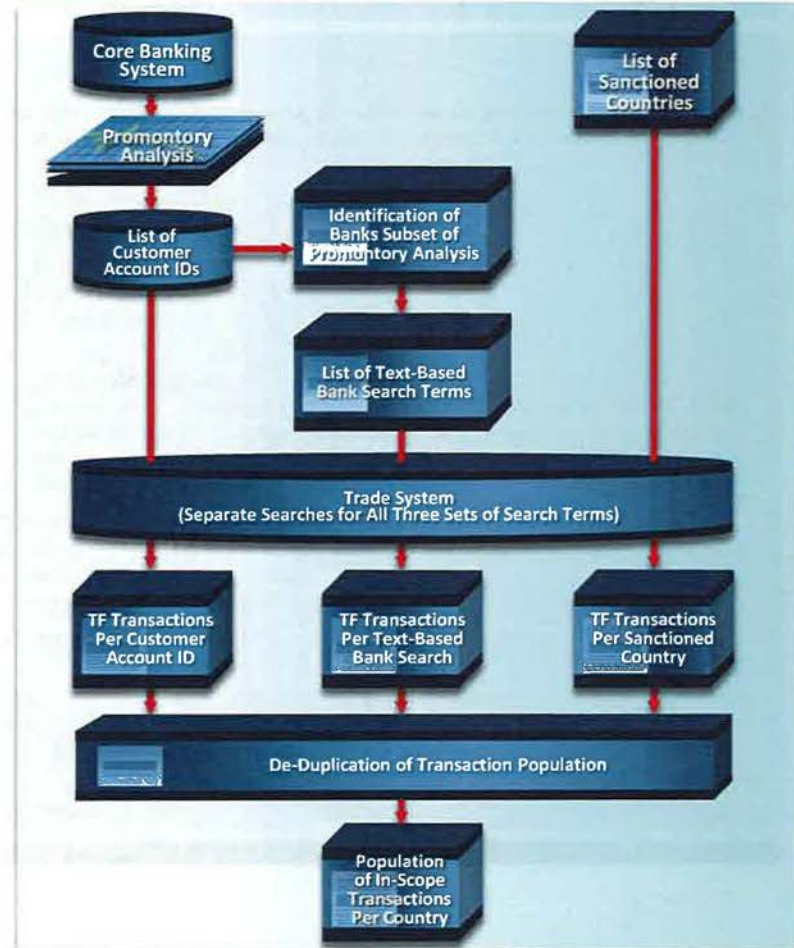 Core Banking
System
List of
Sanctioned
Countries
Promontory
Analysis
List of
Customer
Account IDs
Identification of
Banks Subset of
Promontory Analysis
List of Text-Based
Bank Search Terms
Trade System
(Separate Searches for All Three Sets of Search Terms)
TF Transactions
Per Customer
Account ID
TF Transactions
Per Text-Based
Bank Search
TF Transactions
Per Sanctioned
Country
De-Duplication of Transaction Population
Population
of In-Scope
Transactions
Per Country